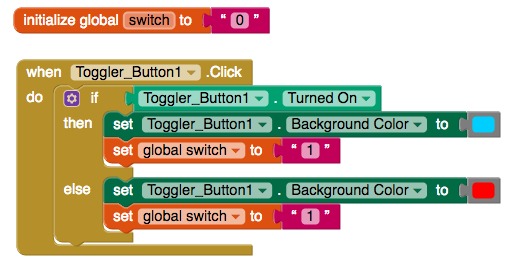 initialize global switch to " 0 "
when Toggler_Button1 .Click
do if Toggler_Button1 . Turned On
then set Toggler_Button1 . Background Color to
set global switch to " 1 "
else set Toggler_Button1 . Background Color to
set global switch to " 1 "